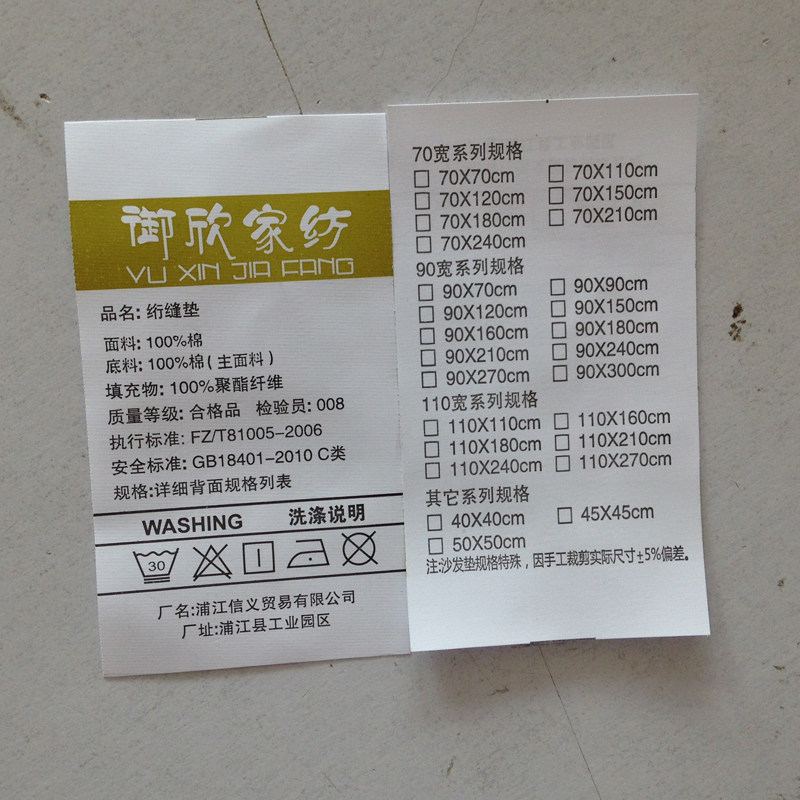 御欣家纺
YU XIN JIA FANG
品名: 绗缝垫
面料: 100%棉
底料: 100%棉(主面料)
填充物: 100%聚酯纤维
质量等级: 合格品 检验员: 008
执行标准: FZ/T81005-2006
安全标准: GB18401-2010 C类
规格:详细背面规格列表
WASHING 洗涤说明
30
厂名:浦江信义贸易有限公司
厂址:浦江县工业园区
70宽系列规格
70X70cm 70X110cm
70X120cm 70X150cm
70X180cm 70X210cm
70X240cm
90宽系列规格
90X70cm 90X90cm
90X120cm 90X150cm
90X160cm 90X180cm
90X210cm 90X240cm
90X270cm 90X300cm
110宽系列规格
110X110cm 110X160cm
110X180cm 110X210cm
110X240cm 110X270cm
其它系列规格
40X40cm 45X45cm
50X50cm
注:沙发垫规格特殊，因手工裁剪实际尺寸±5%偏差。